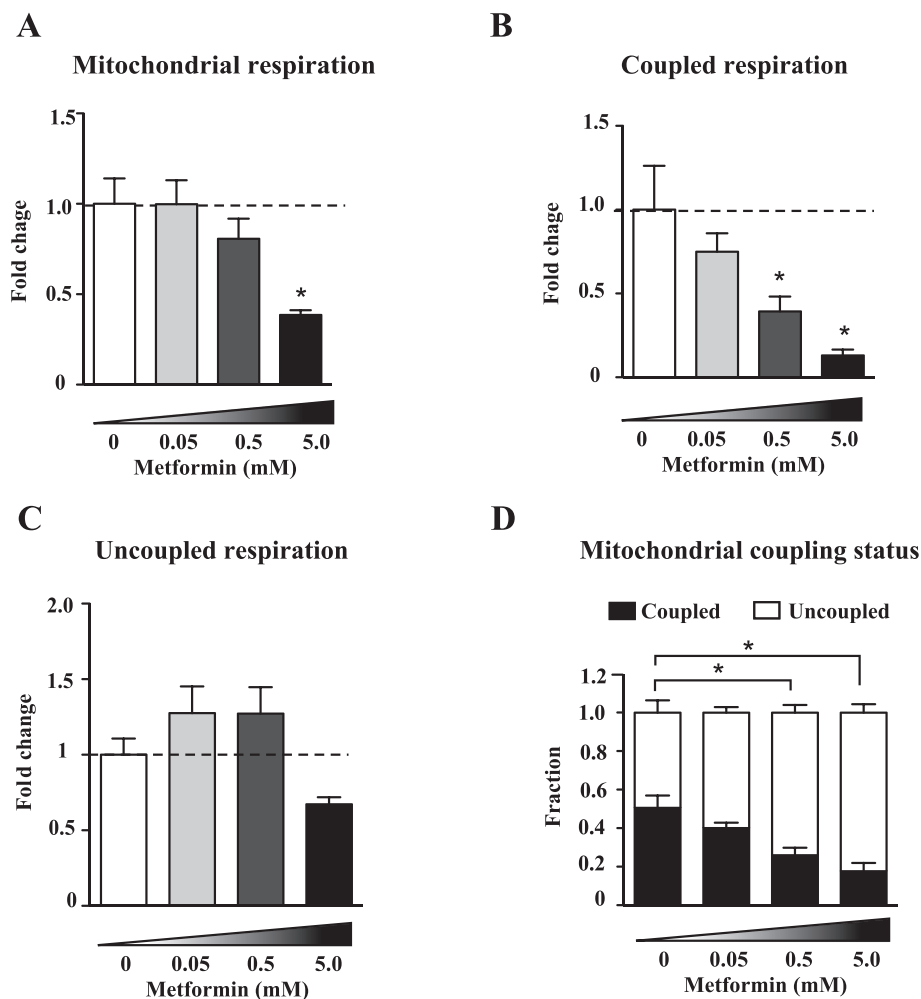 A
Mitochondrial respiration
Fold chage
1.5
1.0
0.5
0
*
0 0.05 0.5 5.0
Metformin (mM)
B
Coupled respiration
Fold chage
1.5
1.0
0.5
0
*
*
0 0.05 0.5 5.0
Metformin (mM)
C
Uncoupled respiration
Fold change
2.0
1.5
1
0.5
0
0 0.05 0.5 5.0
Metformin (mM)
D
Mitochondrial coupling status
Coupled Uncoupled
*
*
Fraction
1.2
1.0
0.8
0.6
0.4
0.2
0
0 0.05 0.5 5.0
Metformin (mM)